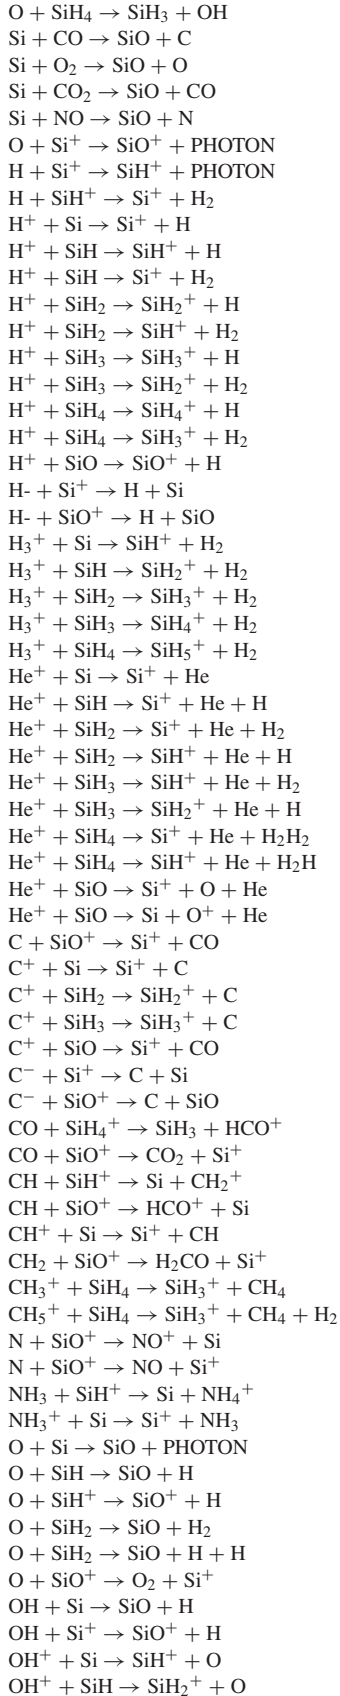 O + SiH₄ → SiH₃ + OH
Si + CO → SiO + C
Si + O₂ → SiO + O
Si + CO₂ → SiO + CO
Si + NO → SiO + N
O + Si⁺ → SiO⁺ + PHOTON
H + Si⁺ → SiH⁺ + PHOTON
H + SiH⁺ → Si⁺ + H₂
H⁺ + Si → Si⁺ + H
H⁺ + SiH → SiH⁺ + H
H⁺ + SiH → Si⁺ + H₂
H⁺ + SiH₂ → SiH₂⁺ + H
H⁺ + SiH₂ → SiH⁺ + H₂
H⁺ + SiH₃ → SiH₃⁺ + H
H⁺ + SiH₃ → SiH₂⁺ + H₂
H⁺ + SiH₄ → SiH₄⁺ + H
H⁺ + SiH₄ → SiH₃⁺ + H₂
H⁺ + SiO → SiO⁺ + H
H- + Si⁺ → H + Si
H- + SiO⁺ → H + SiO
H₃⁺ + Si → SiH⁺ + H₂
H₃⁺ + SiH → SiH₂⁺ + H₂
H₃⁺ + SiH₂ → SiH₃⁺ + H₂
H₃⁺ + SiH₃ → SiH₄⁺ + H₂
H₃⁺ + SiH₄ → SiH₅⁺ + H₂
He⁺ + Si → Si⁺ + He
He⁺ + SiH → Si⁺ + He + H
He⁺ + SiH₂ → Si⁺ + He + H₂
He⁺ + SiH₂ → SiH⁺ + He + H
He⁺ + SiH₃ → SiH⁺ + He + H₂
He⁺ + SiH₃ → SiH₂⁺ + He + H
He⁺ + SiH₄ → Si⁺ + He + H₂H₂
He⁺ + SiH₄ → SiH⁺ + He + H₂H
He⁺ + SiO → Si⁺ + O + He
He⁺ + SiO → Si + O⁺ + He
C + SiO⁺ → Si⁺ + CO
C⁺ + Si → Si⁺ + C
C⁺ + SiH₂ → SiH₂⁺ + C
C⁺ + SiH₃ → SiH₃⁺ + C
C⁺ + SiO → Si⁺ + CO
C⁻ + Si⁺ → C + Si
C⁻ + SiO⁺ → C + SiO
CO + SiH₄⁺ → SiH₃ + HCO⁺
CO + SiO⁺ → CO₂ + Si⁺
CH + SiH⁺ → Si + CH₂⁺
CH + SiO⁺ → HCO⁺ + Si
CH⁺ + Si → Si⁺ + CH
CH₂ + SiO⁺ → H₂CO + Si⁺
CH₃⁺ + SiH₄ → SiH₃⁺ + CH₄
CH₅⁺ + SiH₄ → SiH₃⁺ + CH₄ + H₂
N + SiO⁺ → NO⁺ + Si
N + SiO⁺ → NO + Si⁺
NH₃ + SiH⁺ → Si + NH₄⁺
NH₃⁺ + Si → Si⁺ + NH₃
O + Si → SiO + PHOTON
O + SiH → SiO + H
O + SiH⁺ → SiO⁺ + H
O + SiH₂ → SiO + H₂
O + SiH₂ → SiO + H + H
O + SiO⁺ → O₂ + Si⁺
OH + Si → SiO + H
OH + Si⁺ → SiO⁺ + H
OH⁺ + Si → SiH⁺ + O
OH⁺ + SiH → SiH₂⁺ + O